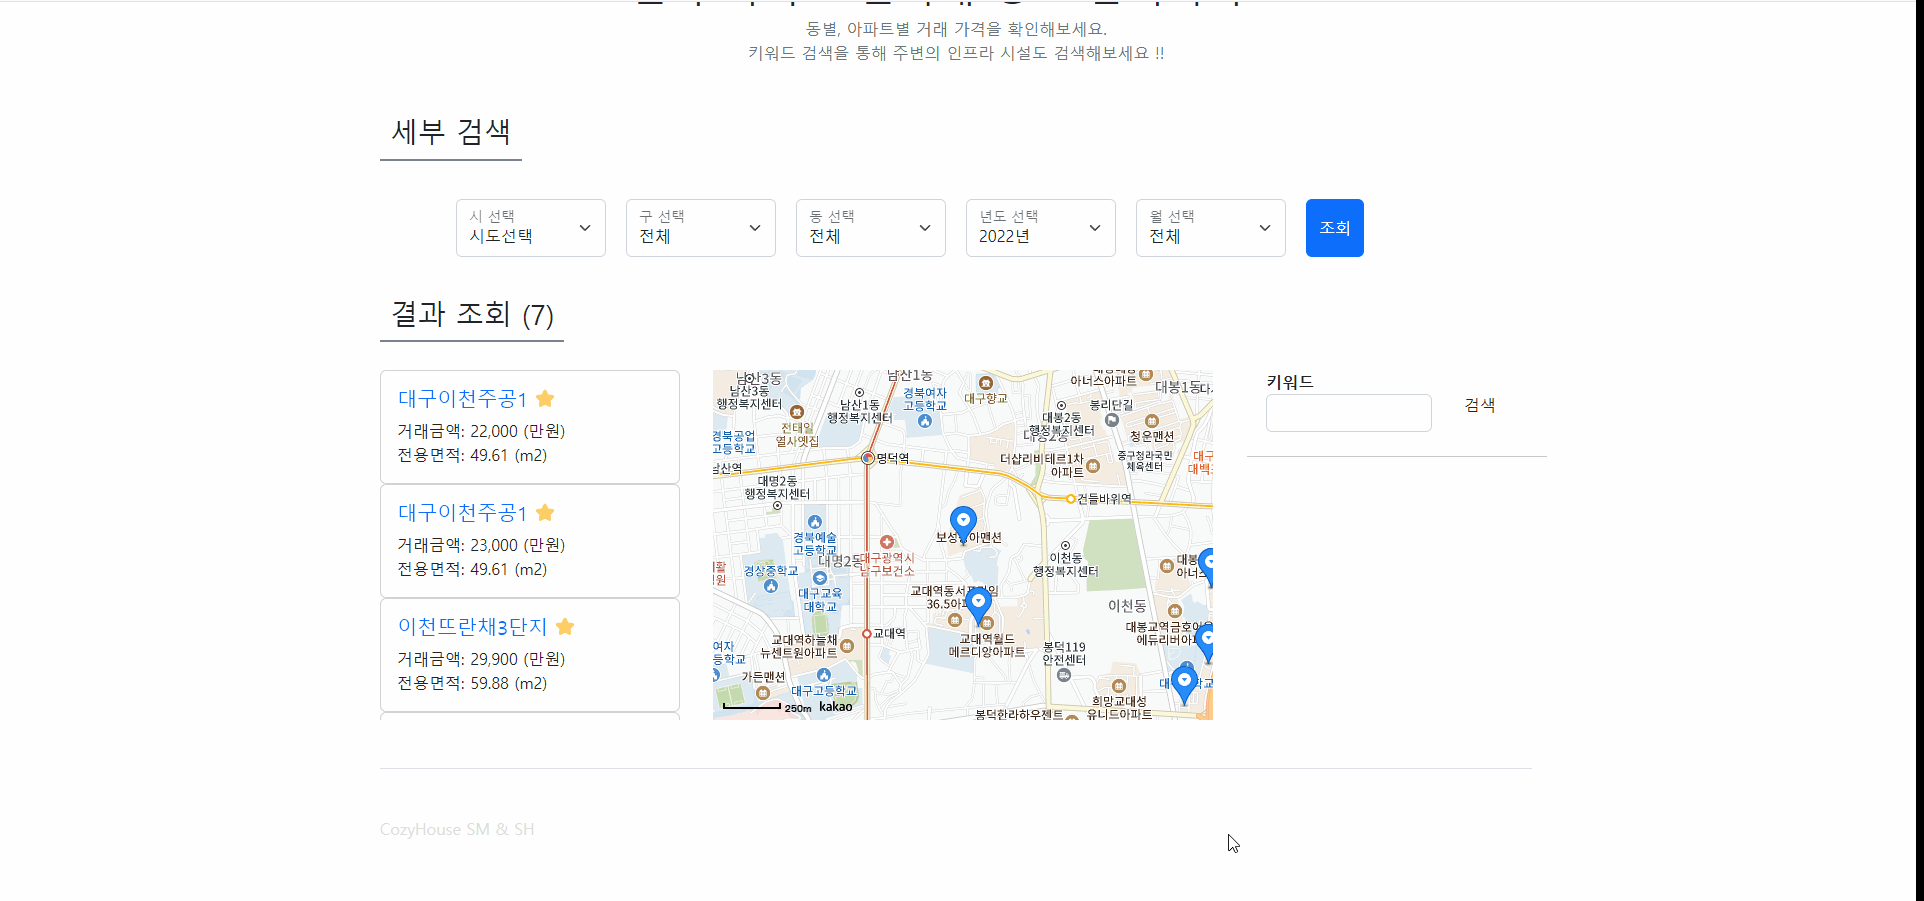 동별, 아파트별 거래 가격을 확인해보세요.
키워드 검색을 통해 주변의 인프라 시설도 검색해보세요 !!
세부 검색
시 선택
시도선택
구 선택
전체
동 선택
전체
년도 선택
2022년
월 선택
전체
조회
결과 조회 (7)
대구이천주공1
거래금액: 22,000 (만원)
전용면적: 49.61 (m2)
대구이천주공1
거래금액: 23,000 (만원)
전용면적: 49.61 (m2)
이천뜨란채3단지
거래금액: 29,900 (만원)
전용면적: 59.88 (m2)
남산3동
남산3동
행정복지센터
전태일
열사옛집
남산1동
남산1동
행정복지센터
경북여자
고등학교
대구향교
아너스아파트
대봉1동
대봉2동
행정복지센터
봉리단길
청운맨션
경북공업
고등학교
남산역
명덕역
더샵리비테르1차
아파트
중구청라국민
체육센터
대구
대백
대명2동
행정복지센터
건들바위역
경북예술
고등학교
대명2동
대구광역시
남구보건소
이천동
행정복지센터
경상중학교
대구교육
대학교
교대역동서
36.5아
이천동
교대역하늘채
뉴센트원아파트
교대역
교대역월드
메르디앙아파트
봉덕119
안전센터
대봉교역금호어
에듀리버아
가든맨션
대구고등학교
희망교대성
유니드아파트
봉덕한라하우젠트
250m kakao
키워드
검색
CozyHouse SM & SH